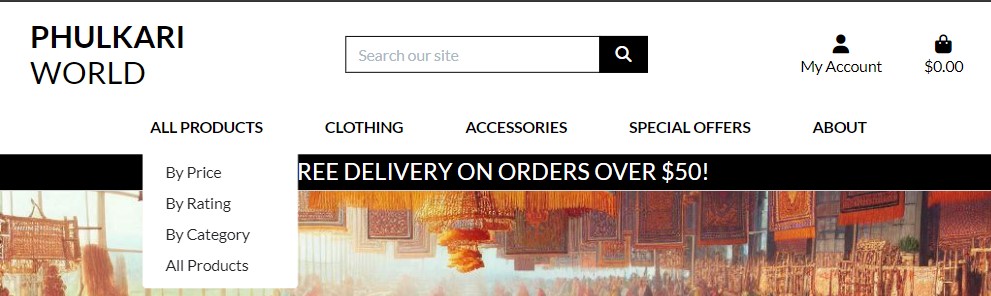 PHULKARI
WORLD
Search our site
My Account
$0.00
ALL PRODUCTS
CLOTHING
ACCESSORIES
SPECIAL OFFERS
ABOUT
REE DELIVERY ON ORDERS OVER $50!
By Price
By Rating
By Category
All Products